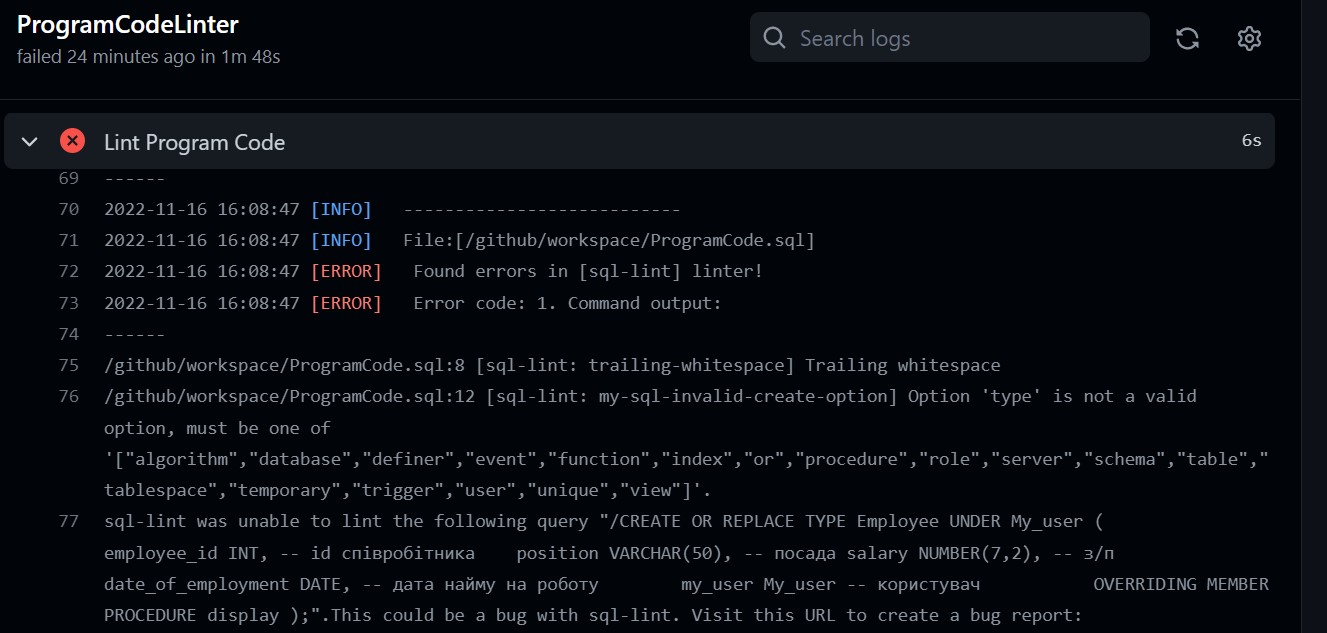 ProgramCodeLinter
failed 24 minutes ago in 1m 48s
Search logs
Lint Program Code
6s
69 ------
70 2022-11-16 16:08:47 [INFO] ---------------------------
71 2022-11-16 16:08:47 [INFO] File:[/github/workspace/ProgramCode.sql]
72 2022-11-16 16:08:47 [ERROR] Found errors in [sql-lint] linter!
73 2022-11-16 16:08:47 [ERROR] Error code: 1. Command output:
74 ------
75 /github/workspace/ProgramCode.sql:8 [sql-lint: trailing-whitespace] Trailing whitespace
76 /github/workspace/ProgramCode.sql:12 [sql-lint: my-sql-invalid-create-option] Option 'type' is not a valid
option, must be one of
'["algorithm","database","definer","event","function","index","or","procedure","role","server","schema","table","
tablespace","temporary","trigger","user","unique","view"]'.
77 sql-lint was unable to lint the following query "/CREATE OR REPLACE TYPE Employee UNDER My_user (
employee_id INT, -- id співробітника position VARCHAR(50), -- посада salary NUMBER(7,2), -- з/п
date_of_employment DATE, -- дата найму на роботу my_user My_user -- користувач OVERRIDING MEMBER
PROCEDURE display );".This could be a bug with sql-lint. Visit this URL to create a bug report: